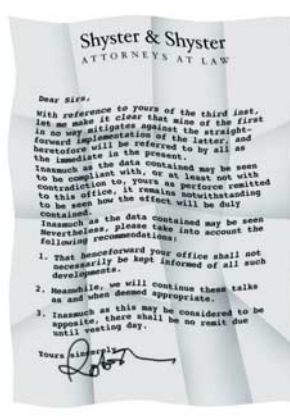 Shyster & Shyster
ATTORNEYS AT LAW
Dear Sirs,
With reference to yours of the third inst,
let me make it clear that mine of the first
in no way mitigates against the straight-
forward implementation of the latter, and
heretofore will be referred to by all as
the immediate in the present.
Inasmuch as the data contained may be seen
to be compliant with, or at least not with
contradiction to, yours as perforce remitted
to this office, it remains notwithstanding
to be seen how the effect will be duly
contained.
Inasmuch as the data contained may be seen
Nevertheless, please take into account the
following recommendations:
1. That henceforward your office shall not
necessarily be kept informed of all such
developments.
2. Meanwhile, we will continue these talks
as and when deemed appropriate.
3. Inasmuch as this may be considered to be
apposite, there shall be no remit due
until vesting day.
Yours sincerely,
Robot